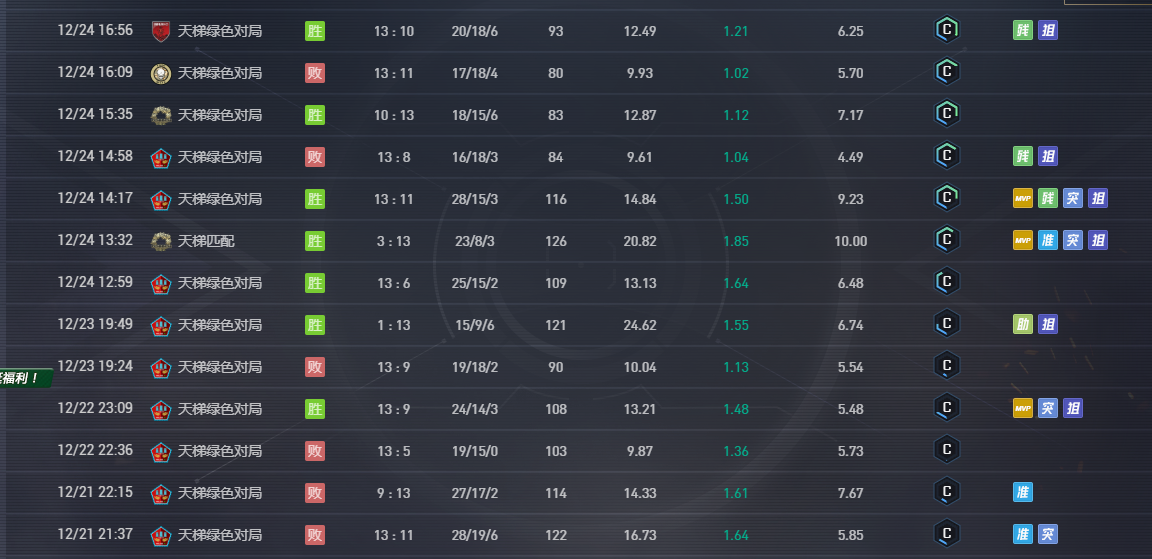 12/24 16:56 天梯绿色对局 胜 13 : 10 20/18/6 93 12.49 1.21 6.25 C 残 狙
12/24 16:09 天梯绿色对局 败 13 : 11 17/18/4 80 9.93 1.02 5.70 C
12/24 15:35 天梯绿色对局 胜 10 : 13 18/15/6 83 12.87 1.12 7.17 C
12/24 14:58 天梯绿色对局 败 13 : 8 16/18/3 84 9.61 1.04 4.49 C 残 狙
12/24 14:17 天梯绿色对局 胜 13 : 11 28/15/3 116 14.84 1.50 9.23 C MVP 残 突 狙
12/24 13:32 天梯匹配 胜 3 : 13 23/8/3 126 20.82 1.85 10.00 C MVP 准 突 狙
12/24 12:59 天梯绿色对局 胜 13 : 6 25/15/2 109 13.13 1.64 6.48 C
12/23 19:49 天梯绿色对局 胜 1 : 13 15/9/6 121 24.62 1.55 6.74 C 助 狙
12/23 19:24 天梯绿色对局 败 13 : 9 19/18/2 90 10.04 1.13 5.54 C
福利！
12/22 23:09 天梯绿色对局 胜 13 : 9 24/14/3 108 13.21 1.48 5.48 C MVP 突 狙
12/22 22:36 天梯绿色对局 败 13 : 5 19/15/0 103 9.87 1.36 5.73 C
12/21 22:15 天梯绿色对局 败 9 : 13 27/17/2 114 14.33 1.61 7.67 C 准
12/21 21:37 天梯绿色对局 败 13 : 11 28/19/6 122 16.73 1.64 5.85 C 准 突